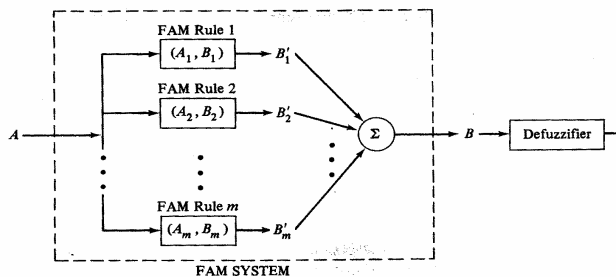 FAM Rule 1
(A₁, B₁) B′₁
FAM Rule 2
(A₂, B₂) B′₂
A Σ B Defuzzifier
FAM Rule m
(Aₘ, Bₘ) B′ₘ
FAM SYSTEM